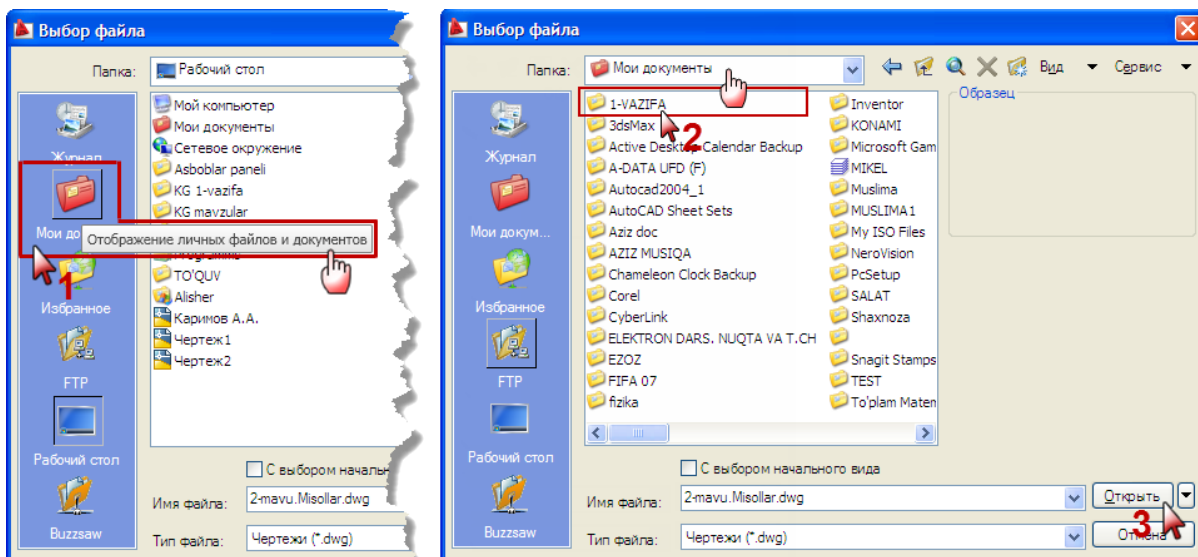 Выбор файла
Папка:
Рабочий стол
Журнал
Мои до
Избранное
FTP
Рабочий стол
Buzzsaw
Мой компьютер
Мои документы
Сетевое окружение
Asboblar paneli
KG 1-vazifa
KG mavzular
Отображение личных файлов и документов
1
TO'QUV
Alisher
Каримов А.А.
Чертеж1
Чертеж2
С выбором начальн
Имя файла:
2-mavu.Misollar.dwg
Тип файла:
Чертежи (*.dwg)
Выбор файла
Папка:
Мои документы
Вид
Сервис
Журнал
Мои докум...
Избранное
FTP
Рабочий стол
Buzzsaw
1-VAZIFA
2
3dsMax
Active Desktop Calendar Backup
A-DATA UFD (F)
Autocad2004_1
AutoCAD Sheet Sets
Aziz doc
AZIZ MUSIQA
Chameleon Clock Backup
Corel
CyberLink
ELEKTRON DARS. NUQTA VA T.CH
EZOZ
FIFA 07
fizika
Inventor
KONAMI
Microsoft Gam
MIKEL
Muslima
MUSLIMA1
My ISO Files
NeroVision
PcSetup
SALAT
Shaxnoza
Snagit Stamps
TEST
To'plam Maten
Образец
С выбором начального вида
Имя файла:
2-mavu.Misollar.dwg
Открыть
3
Тип файла:
Чертежи (*.dwg)
Отмена